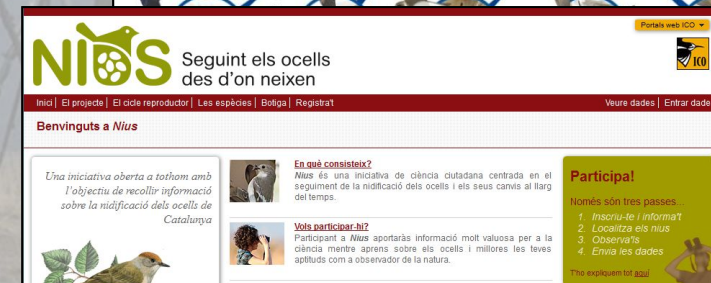 Portals web ICO
NIUS
Seguint els ocells
des d'on neixen
ICO
Inici | El projecte | El cicle reproductor | Les espècies | Botiga | Registra't
Veure dades | Entrar dade
Benvinguts a Nius
Una iniciativa oberta a tothom amb
l'objectiu de recollir informació
sobre la nidificació dels ocells de
Catalunya
En què consisteix?
Nius és una iniciativa de ciència ciutadana centrada en el
seguiment de la nidificació dels ocells i els seus canvis al llarg
del temps.
Vols participar-hi?
Participant a Nius aportaràs informació molt valuosa per a la
ciència mentre aprens sobre els ocells i millores les teves
aptituds com a observador de la natura.
Participa!
Només són tres passes...
1. Inscriu-te i informa't
2. Localitza els nius
3. Observa'ls
4. Envia les dades
T'ho expliquem tot aquí